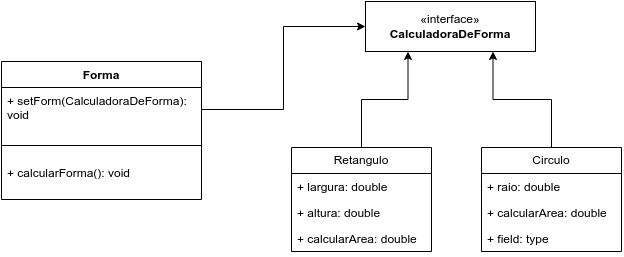 «interface»
CalculadoraDeForma
Forma
+ setForm(CalculadoraDeForma):
void
+ calcularForma(): void
Retangulo
+ largura: double
+ altura: double
+ calcularArea: double
Circulo
+ raio: double
+ calcularArea: double
+ field: type